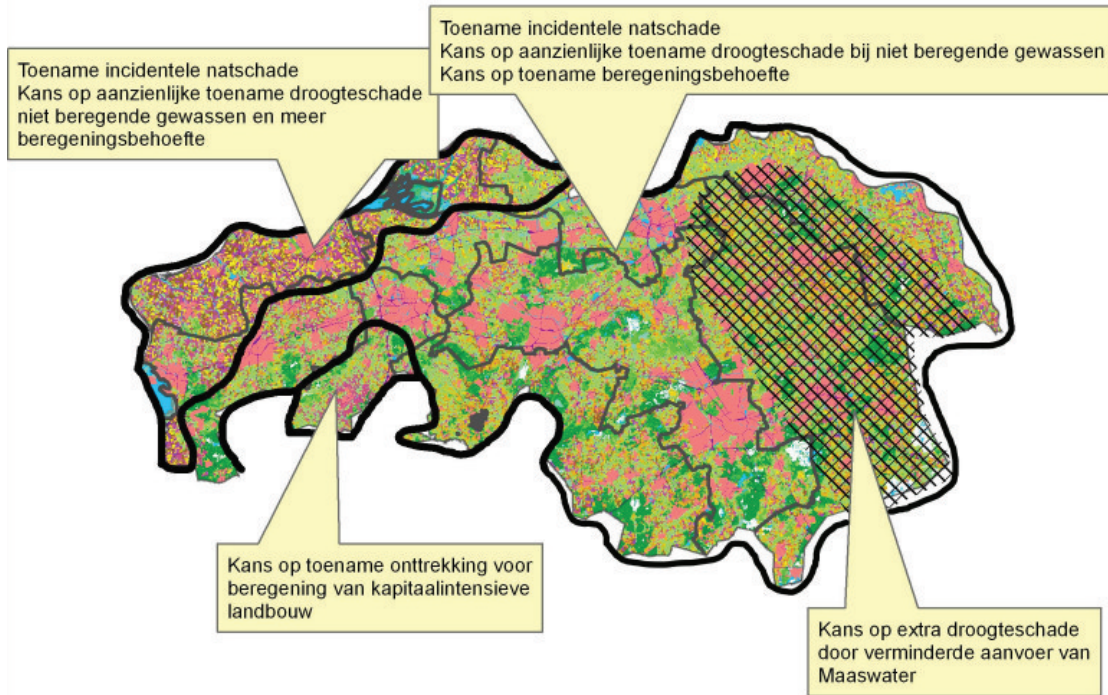 Toename incidentele natschade
Kans op aanzienlijke toename droogteschade
niet beregende gewassen en meer
beregeningsbehoefte
Toename incidentele natschade
Kans op aanzienlijke toename droogteschade bij niet beregende gewassen
Kans op toename beregeningsbehoefte
Kans op toename onttrekking voor
beregening van kapitaalintensieve
landbouw
Kans op extra droogteschade
door verminderde aanvoer van
Maaswater